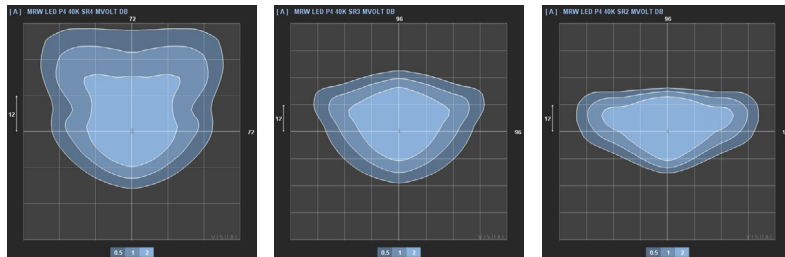 [ A ] MRW LED P4 40K SR4 MVOLT DB
72
12
72
VISUAL
0.5 1 2
[ A ] MRW LED P4 40K SR3 MVOLT DB
96
12
96
VISUAL
0.5 1 2
[ A ] MRW LED P4 40K SR2 MVOLT DB
96
12
VISUAL
0.5 1 2